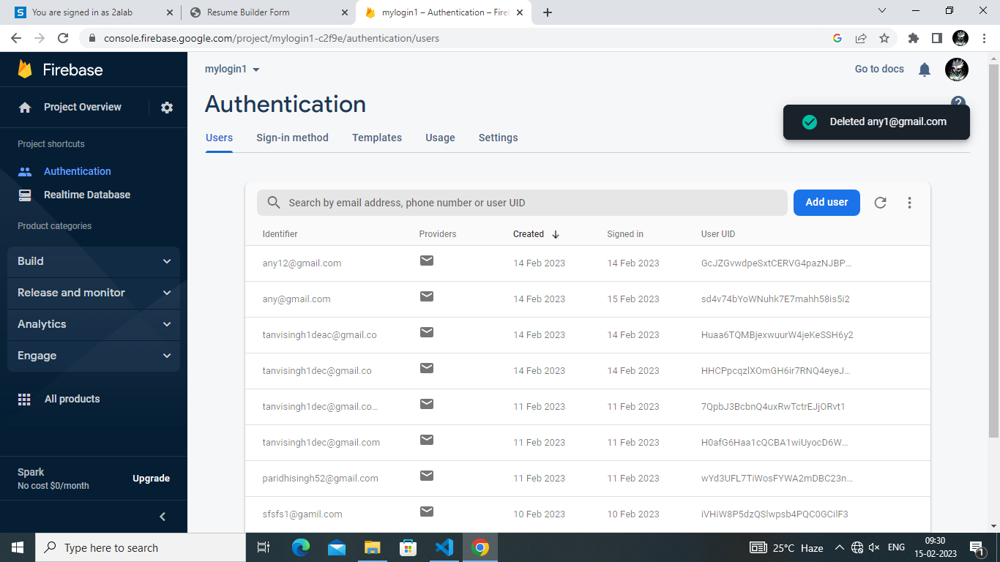 You are signed in as 2alab
Resume Builder Form
mylogin1 – Authentication – Fire
console.firebase.google.com/project/mylogin1-c2f9e/authentication/users
Firebase
Project Overview
Project shortcuts
Authentication
Realtime Database
Product categories
Build
Release and monitor
Analytics
Engage
All products
Spark
No cost $0/month
Upgrade
mylogin1
Go to docs
Authentication
Deleted any1@gmail.com
Users Sign-in method Templates Usage Settings
Search by email address, phone number or user UID
Add user
Identifier Providers Created Signed in User UID
any12@gmail.com 14 Feb 2023 14 Feb 2023 GcJZGvwdpeSxtCERVG4pazNJBP...
any@gmail.com 14 Feb 2023 15 Feb 2023 sd4v74bYoWNuhk7E7mahh58is5i2
tanvisingh1deac@gmail.co 14 Feb 2023 14 Feb 2023 Huaa6TQMBjexwuurW4jeKeSSH6y2
tanvisingh1dec@gmail.co 14 Feb 2023 14 Feb 2023 HHCPpcqzlXOmGH6ir7RNQ4eyeJ...
tanvisingh1dec@gmail.co... 11 Feb 2023 11 Feb 2023 7QpbJ3BcbnQ4uxRwTctrEJjORvt1
tanvisingh1dec@gmail.com 11 Feb 2023 11 Feb 2023 H0afG6Haa1cQCBA1wiUyocD6W...
paridhisingh52@gmail.com 11 Feb 2023 11 Feb 2023 wYd3UFL7TiWosFYWA2mDBC23n...
sfsfs1@gamil.com 10 Feb 2023 10 Feb 2023 iVHiW8P5dzQSlwpsb4PQC0GCilF3
Type here to search
25°C Haze
ENG
09:30
15-02-2023
1